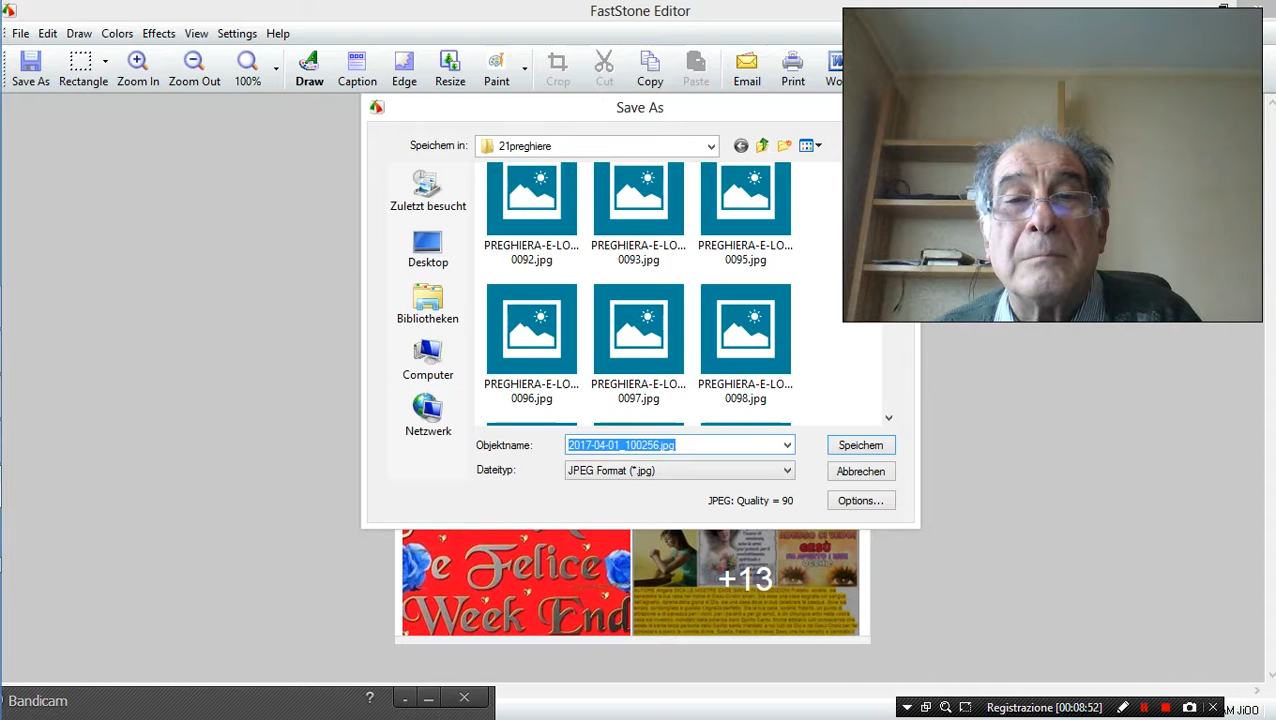 FastStone Editor
File Edit Draw Colors Effects View Settings Help
Save As Rectangle Zoom In Zoom Out 100% Draw Caption Edge Resize Paint Crop Cut Copy Paste Email Print
Save As
Speichern in: 21preghiere
Zuletzt besucht
Desktop
Bibliotheken
Computer
Netzwerk
PREGHIERA-E-LO... PREGHIERA-E-LO... PREGHIERA-E-LO...
0092.jpg 0093.jpg 0095.jpg
PREGHIERA-E-LO... PREGHIERA-E-LO... PREGHIERA-E-LO...
0096.jpg 0097.jpg 0098.jpg
Objektname: 2017-04-01_100256.jpg Speichern
Dateityp: JPEG Format (*.jpg) Abbrechen
JPEG: Quality = 90 Options...
e Felice
Week End
+13
GESÙ
Bandicam
Registrazione [00:08:52]
AM JiOO